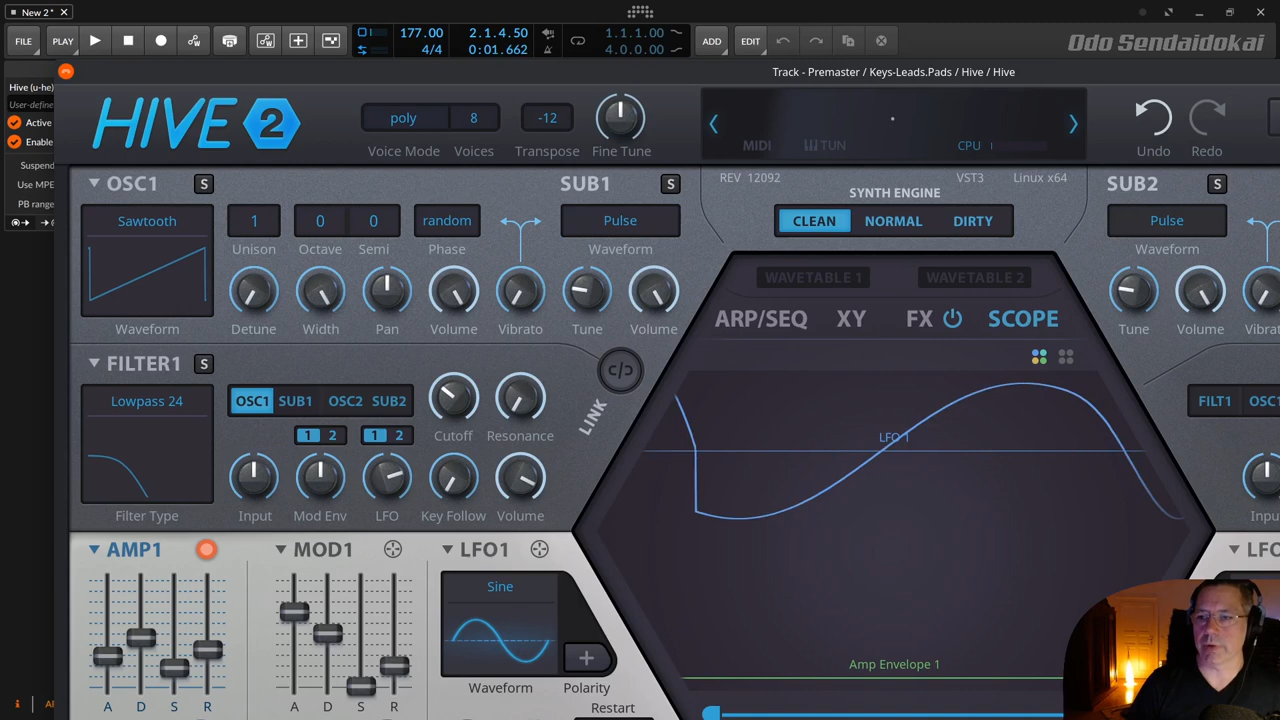 New 2*
FILE PLAY 177.00 2.1.4.50 1.1.1.00 ADD EDIT Odo Sendaidokai
4/4 0:01.662 4.0.0.00
Track - Premaster / Keys-Leads.Pads / Hive / Hive
Hive (u-he)
User-define
Active
Enable
Suspend
Use MPE
PB range
HIVE 2
poly 8 -12
Voice Mode Voices Transpose Fine Tune
MIDI TUN CPU
Undo Redo
OSC1 S
Sawtooth
Waveform
1 0 0 random
Unison Octave Semi Phase
Detune Width Pan Volume Vibrato
SUB1 S
Pulse
Waveform
Tune Volume
REV 12092 VST3 Linux x64
SYNTH ENGINE
CLEAN NORMAL DIRTY
SUB2 S
Pulse
Waveform
Tune Volume Vibrat
WAVETABLE 1 WAVETABLE 2
ARP/SEQ XY FX SCOPE
LFO 1
Amp Envelope 1
FILTER1 S
Lowpass 24
Filter Type
OSC1 SUB1 OSC2 SUB2
1 2 1 2
Cutoff Resonance
Input Mod Env LFO Key Follow Volume
LINK
FILT1 OSC1
Inpu
AMP1
A D S R
MOD1
A D S R
LFO1
Sine
Waveform Polarity
Restart
LFO